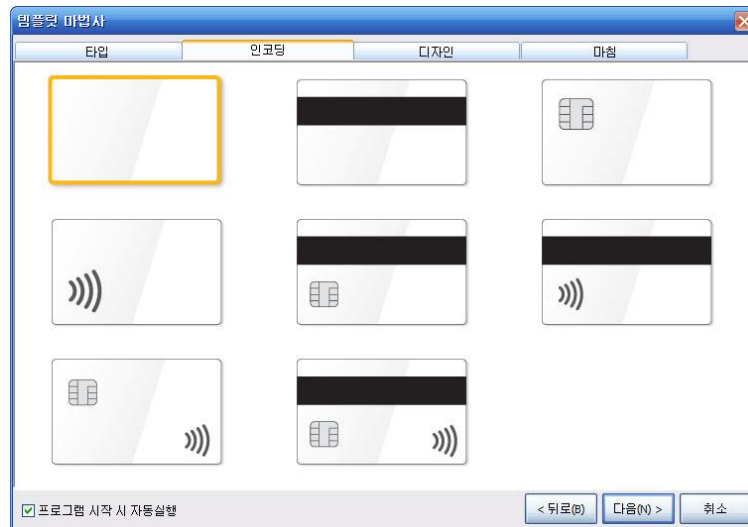 템플릿 마법사
타입 인코딩 디자인 마침
프로그램 시작 시 자동실행 < 뒤로(B) 다음(N) > 취소